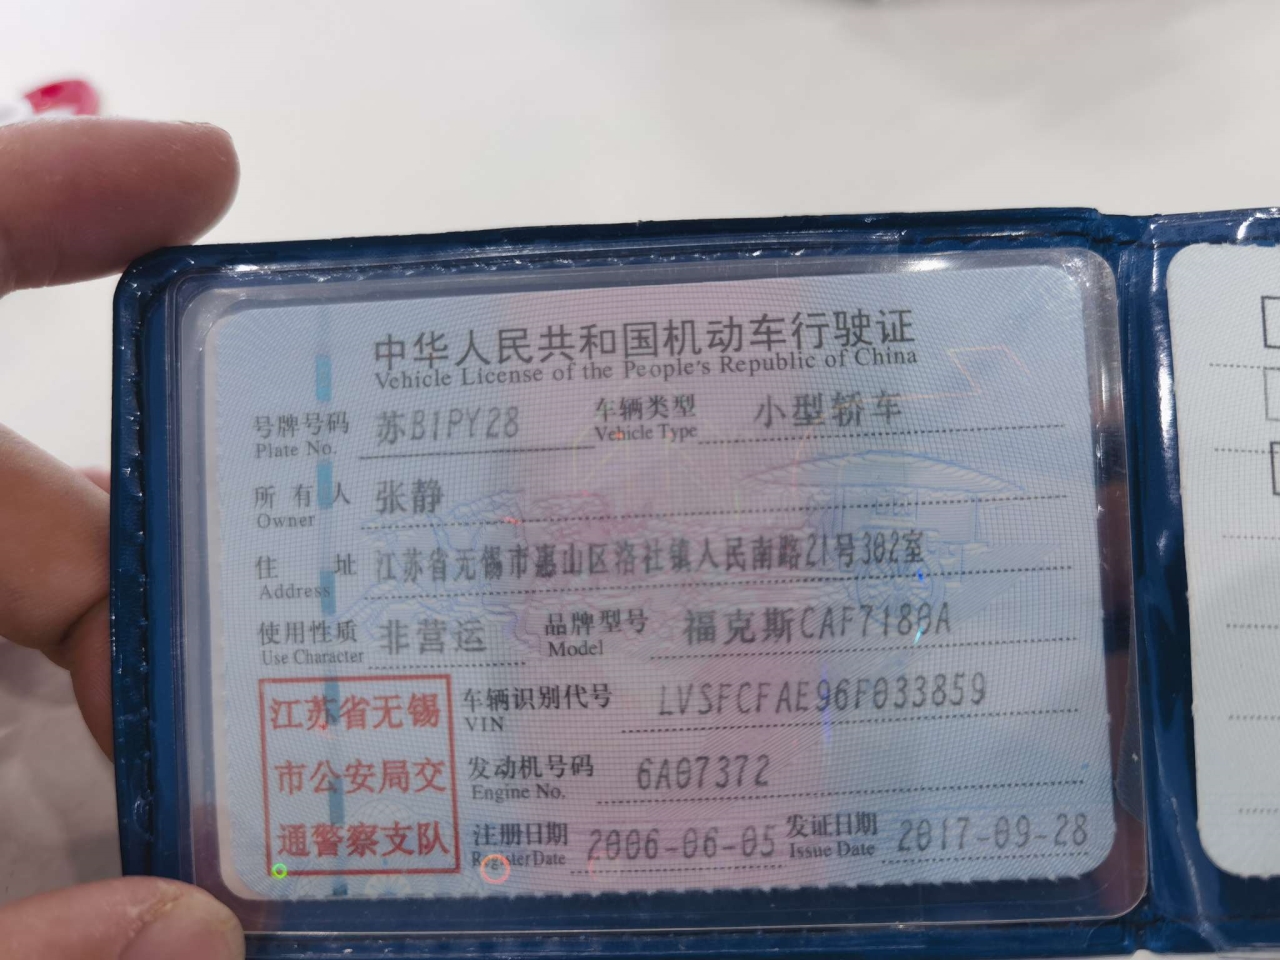 中华人民共和国机动车行驶证
Vehicle License of the People's Republic of China
号牌号码 苏B1PY28 车辆类型 小型轿车
Plate No. Vehicle Type
所有人 张静
Owner
住址 江苏省无锡市惠山区洛社镇人民南路21号302室
Address
使用性质 非营运 品牌型号 福克斯CAF7180A
Use Character Model
江苏省无锡
市公安局交
通警察支队
车辆识别代号 LVSFCFAE96F033859
VIN
发动机号码 6A07372
Engine No.
注册日期 2006-06-05 发证日期 2017-09-28
Register Date Issue Date